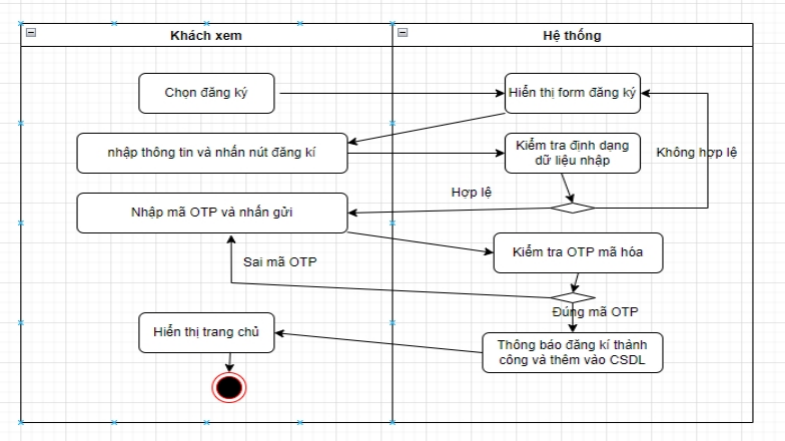 Khách xem
Hệ thống
Chọn đăng ký
Hiển thị form đăng ký
nhập thông tin và nhấn nút đăng kí
Kiểm tra định dạng
dữ liệu nhập
Không hợp lệ
Hợp lệ
Nhập mã OTP và nhấn gửi
Kiểm tra OTP mã hóa
Sai mã OTP
Đúng mã OTP
Hiển thị trang chủ
Thông báo đăng kí thành
công và thêm vào CSDL